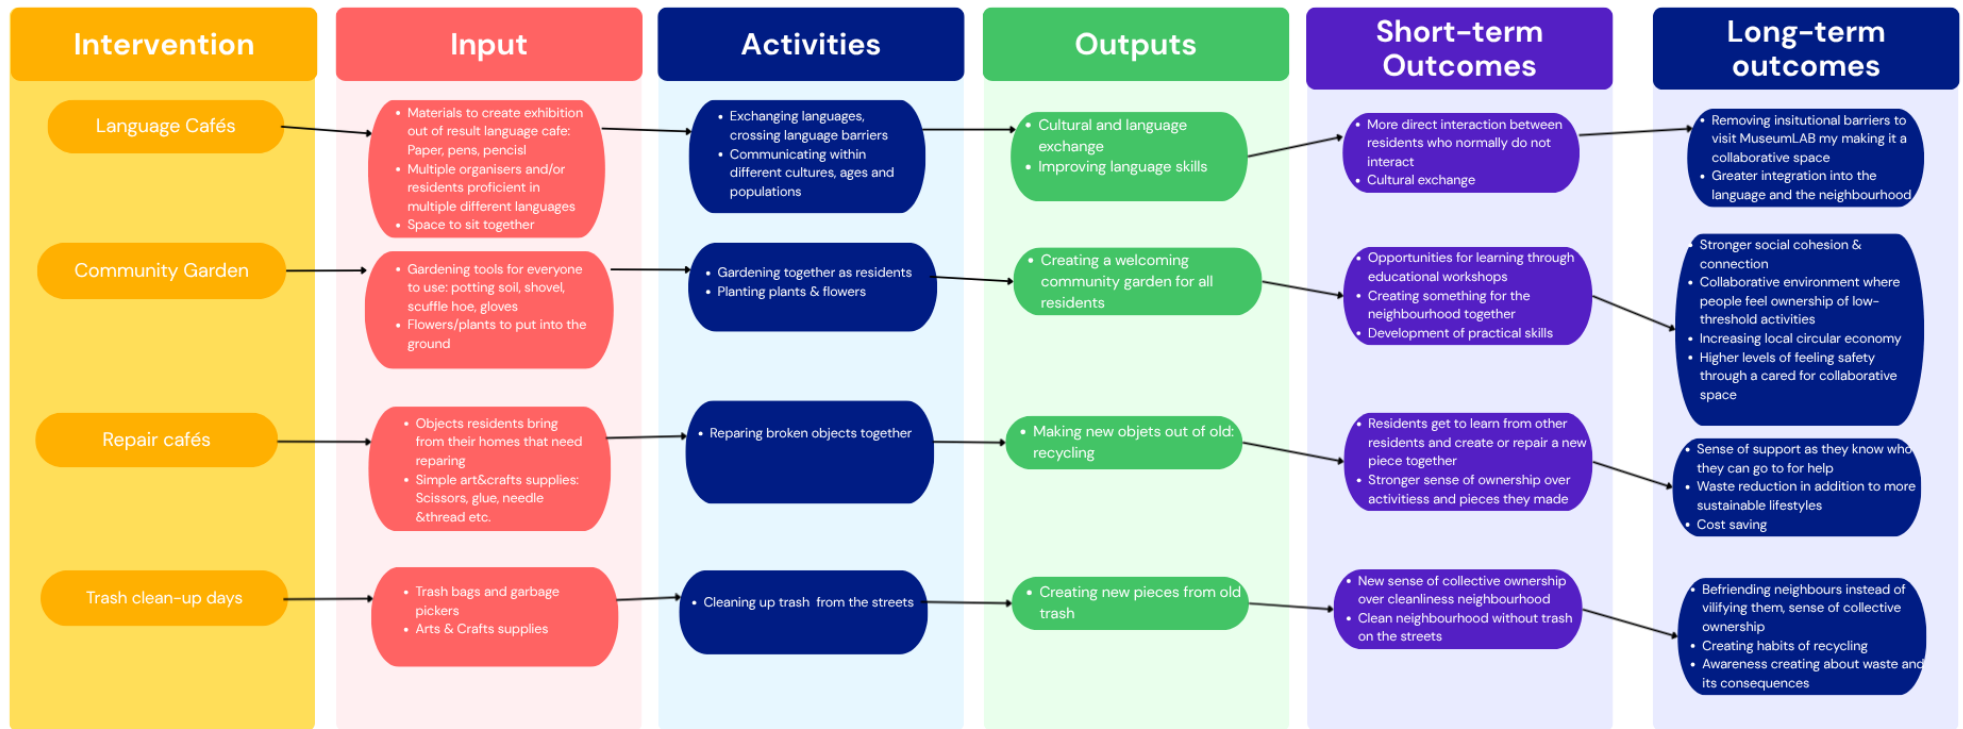 Intervention
Input
Activities
Outputs
Short-term
Outcomes
Long-term
outcomes
Language Cafés
• Materials to create exhibition
out of result language cafe:
Paper, pens, pencisl
• Multiple organisers and/or
residents proficient in
multiple different languages
• Space to sit together
• Exchanging languages,
crossing language barriers
• Communicating within
different cultures, ages and
populations
• Cultural and language
exchange
• Improving language skills
• More direct interaction between
residents who normally do not
interact
• Cultural exchange
• Removing insitutional barriers to
visit MuseumLAB my making it a
collaborative space
• Greater integration into the
language and the neighbourhood
Community Garden
• Gardening tools for everyone
to use: potting soil, shovel,
scuffle hoe, gloves
• Flowers/plants to put into the
ground
• Gardening together as residents
• Planting plants & flowers
• Creating a welcoming
community garden for all
residents
• Opportunities for learning through
educational workshops
• Creating something for the
neighbourhood together
• Development of practical skills
• Stronger social cohesion &
connection
• Collaborative environment where
people feel ownership of low-
threshold activities
• Increasing local circular economy
• Higher levels of feeling safety
through a cared for collaborative
space
Repair cafés
• Objects residents bring
from their homes that need
reparing
• Simple art&crafts supplies:
Scissors, glue, needle
&thread etc.
• Reparing broken objects together
• Making new objets out of old:
recycling
• Residents get to learn from other
residents and create or repair a new
piece together
• Stronger sense of ownership over
activitiess and pieces they made
• Sense of support as they know who
they can go to for help
• Waste reduction in addition to more
sustainable lifestyles
• Cost saving
Trash clean-up days
• Trash bags and garbage
pickers
• Arts & Crafts supplies
• Cleaning up trash from the streets
• Creating new pieces from old
trash
• New sense of collective ownership
over cleanliness neighbourhood
• Clean neighbourhood without trash
on the streets
• Befriending neighbours instead of
vilifying them, sense of collective
ownership
• Creating habits of recycling
• Awareness creating about waste and
its consequences